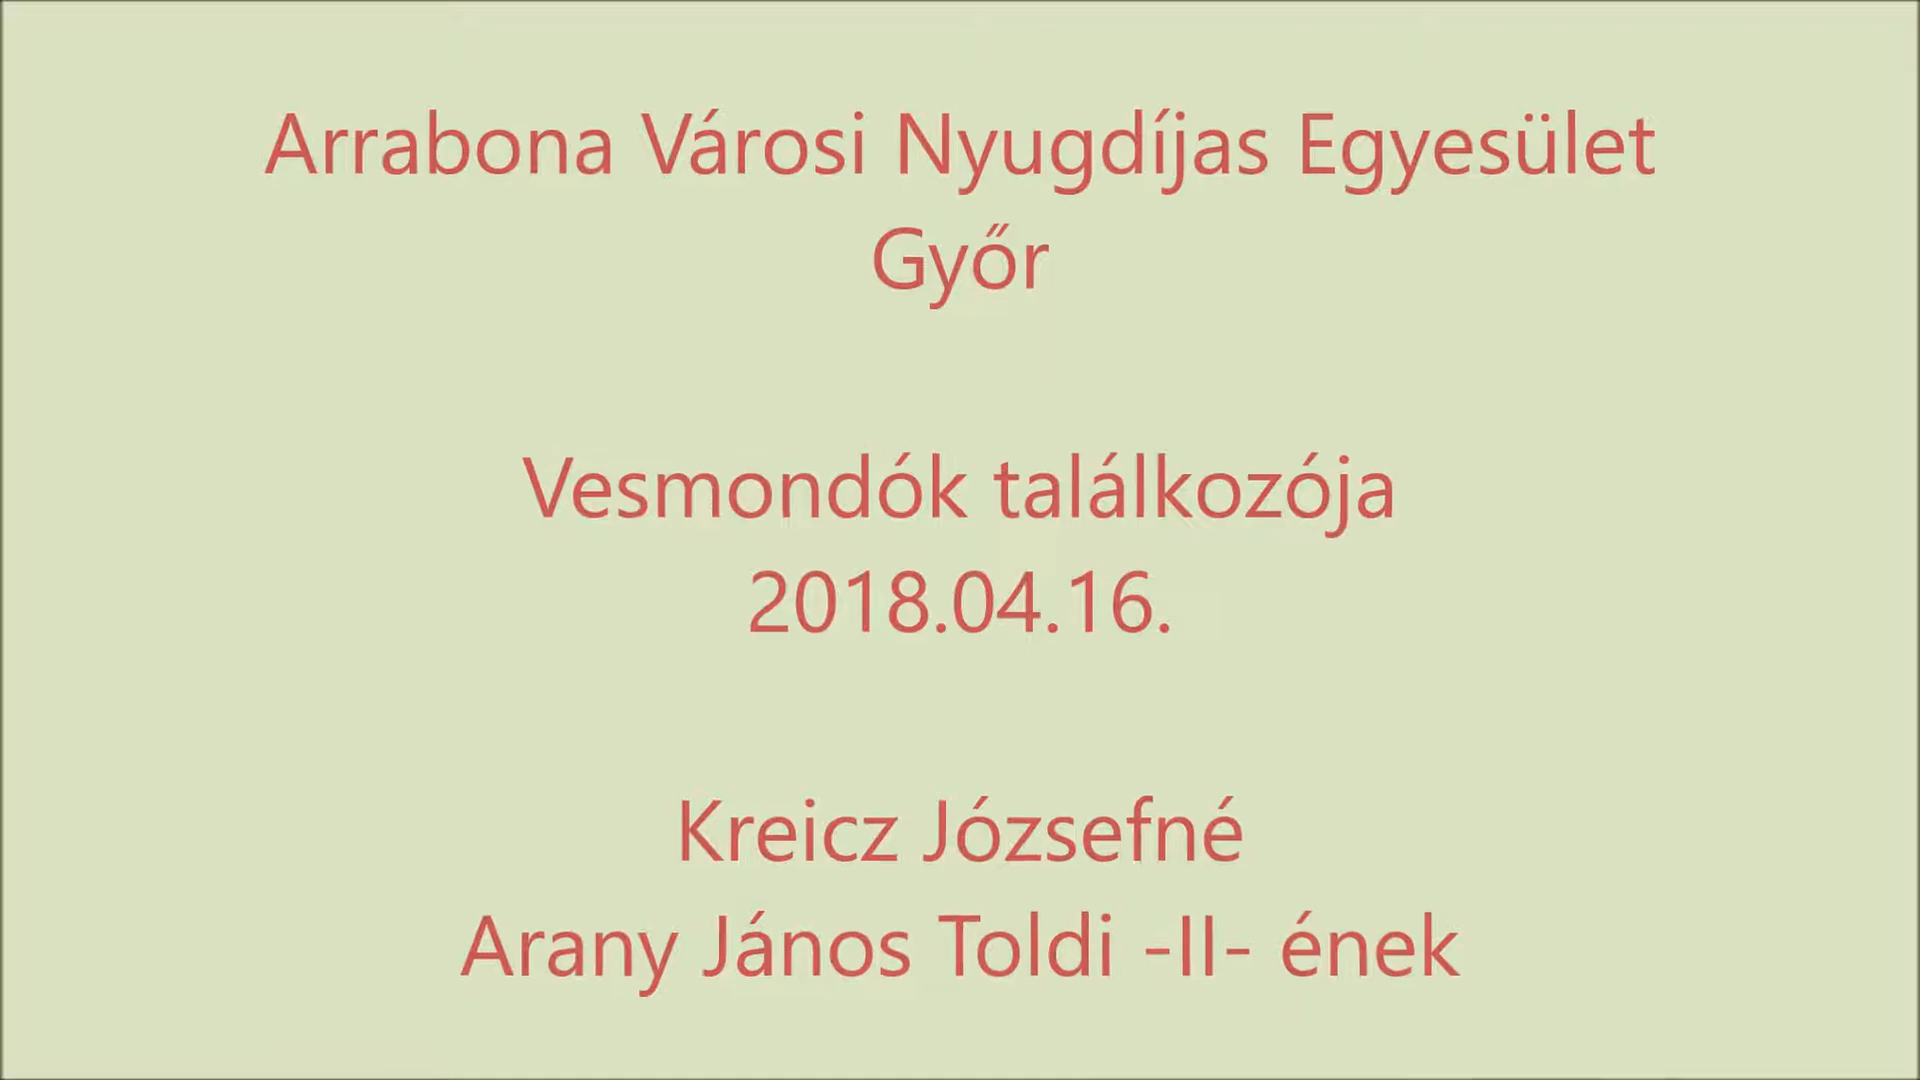 Arrabona Városi Nyugdíjas Egyesület
Győr
Vesmondók találkozója
2018.04.16.
Kreicz Józsefné
Arany János Toldi -II- ének